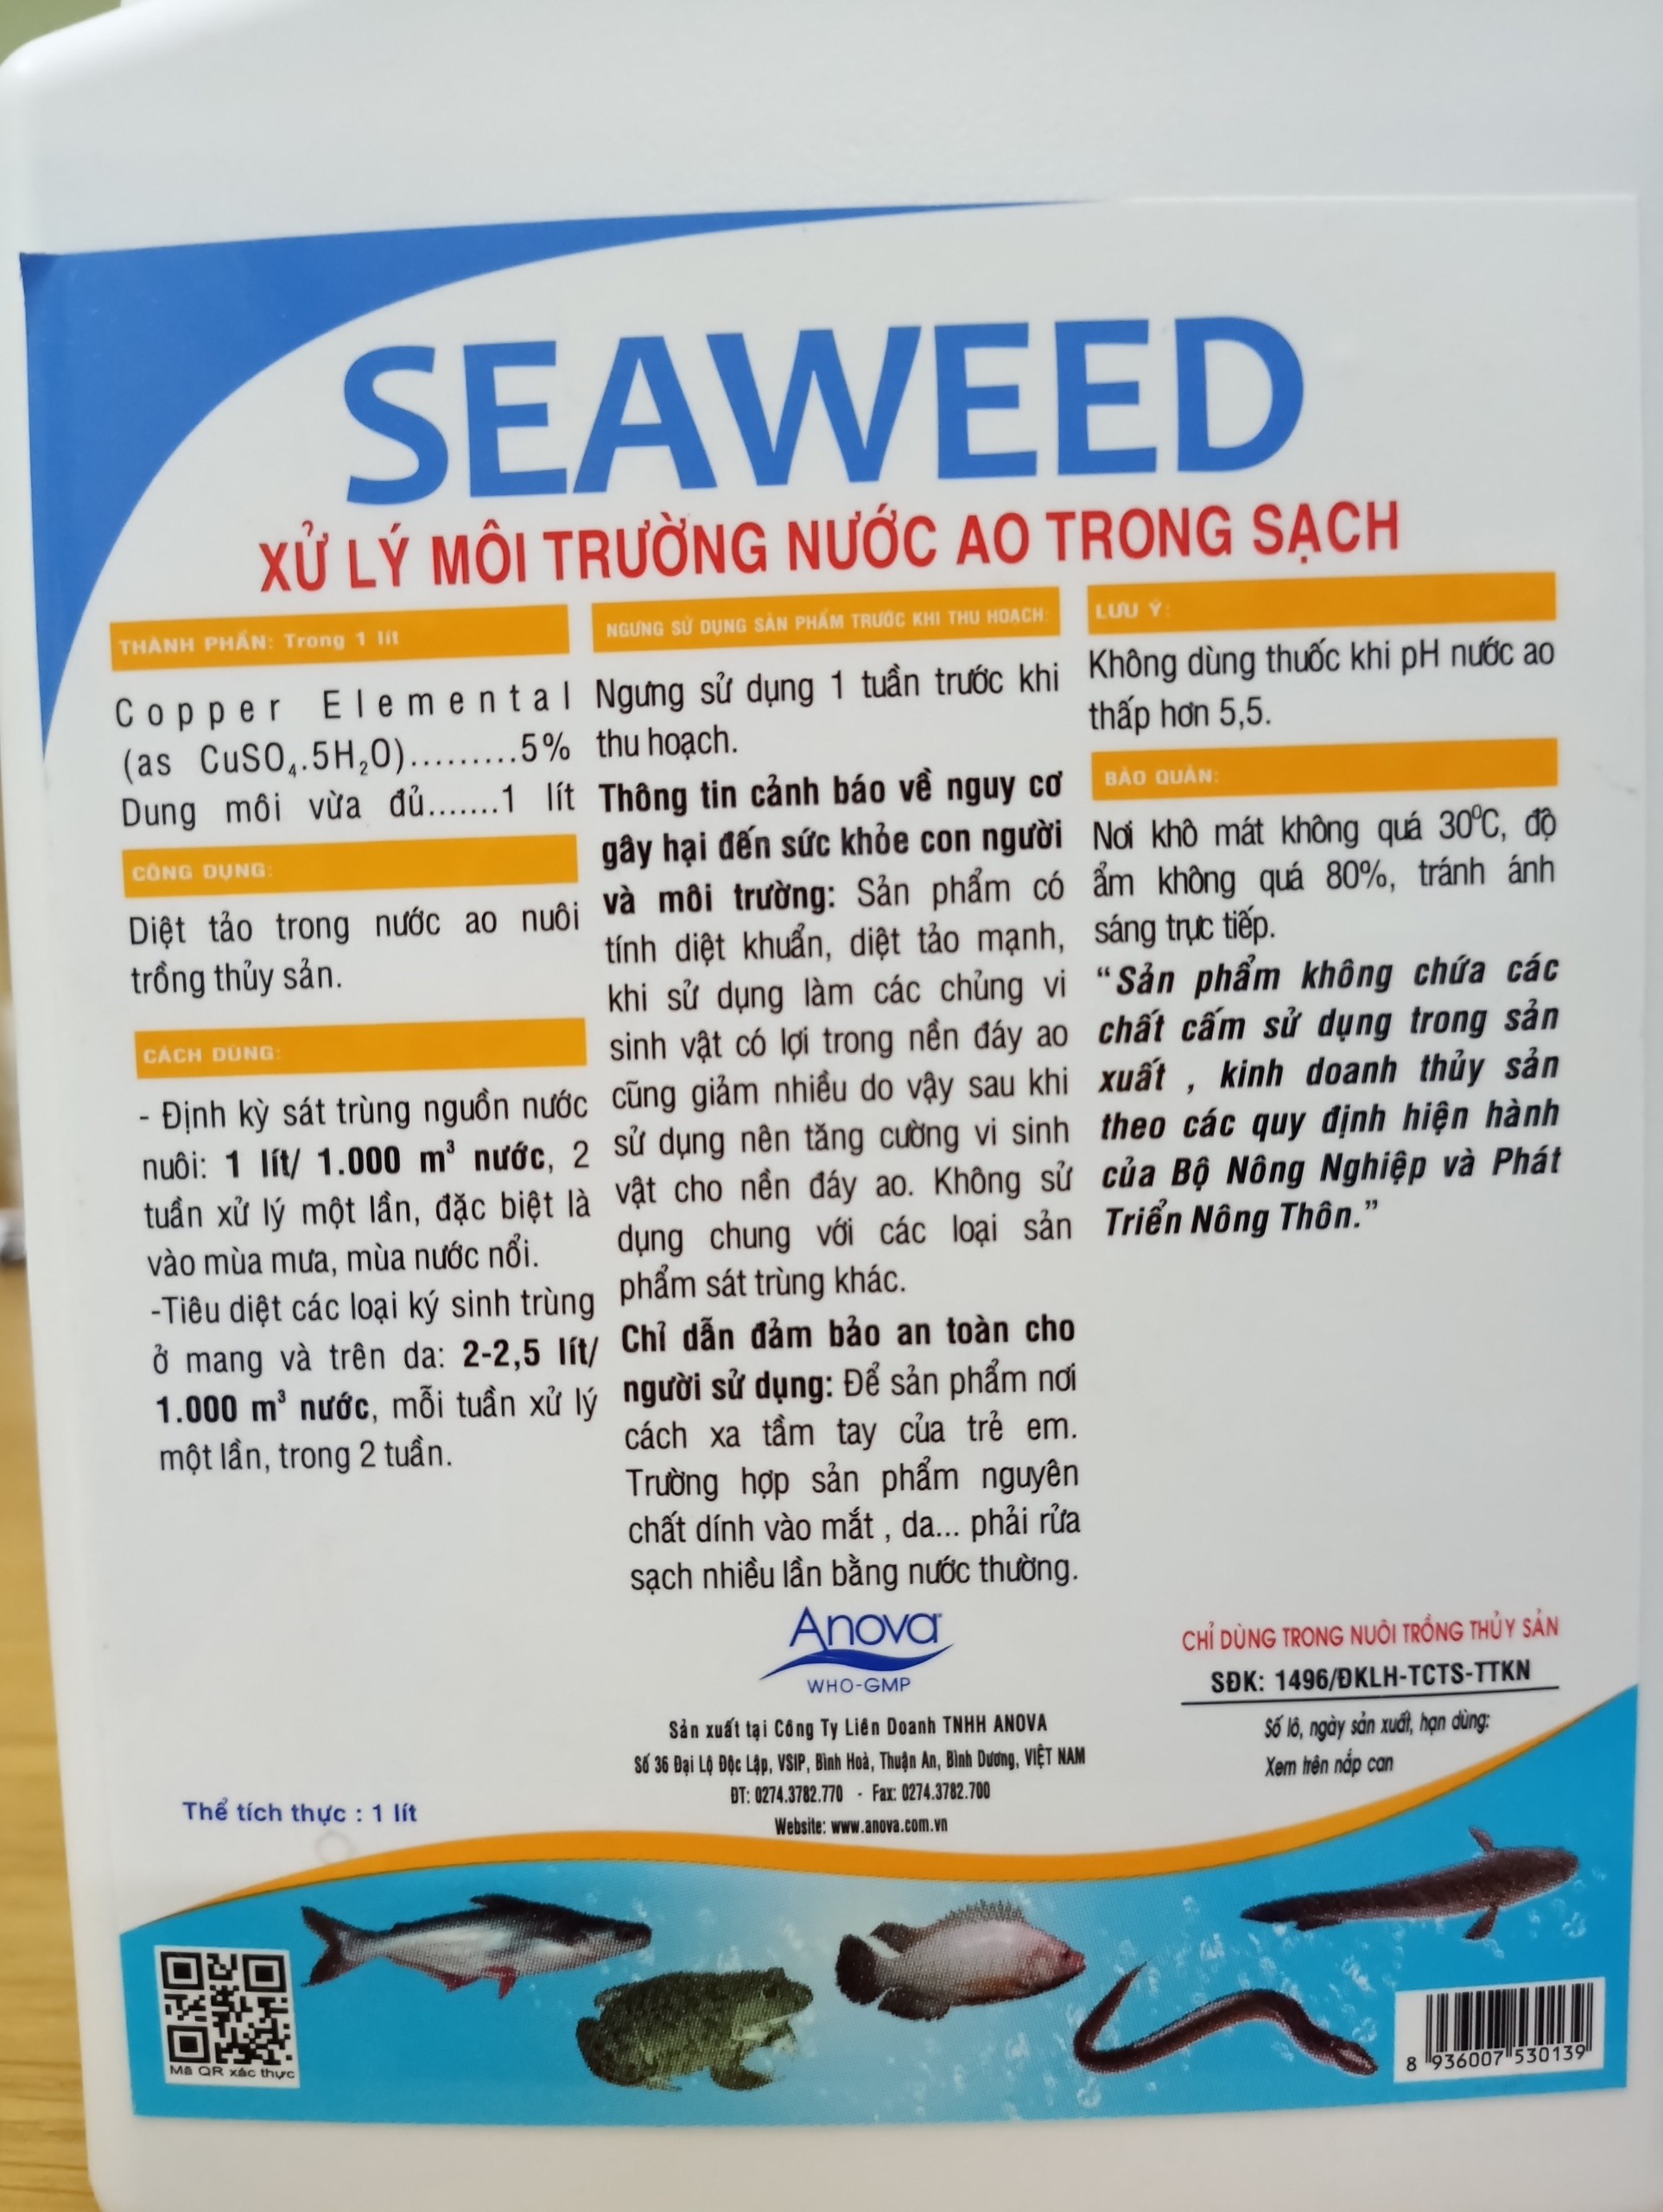 SEAWEED
XỬ LÝ MÔI TRƯỜNG NƯỚC AO TRONG SẠCH
THÀNH PHẦN: Trong 1 lít
Copper Elemental
(as CuSO₄.5H₂O).........5%
Dung môi vừa đủ.......1 lít
CÔNG DỤNG:
Diệt tảo trong nước ao nuôi
trồng thủy sản.
CÁCH DÙNG:
- Định kỳ sát trùng nguồn nước
nuôi: 1 lít/ 1.000 m³ nước, 2
tuần xử lý một lần, đặc biệt là
vào mùa mưa, mùa nước nổi.
-Tiêu diệt các loại ký sinh trùng
ở mang và trên da: 2-2,5 lít/
1.000 m³ nước, mỗi tuần xử lý
một lần, trong 2 tuần.
NGƯNG SỬ DỤNG SẢN PHẨM TRƯỚC KHI THU HOẠCH:
Ngưng sử dụng 1 tuần trước khi
thu hoạch.
Thông tin cảnh báo về nguy cơ
gây hại đến sức khỏe con người
và môi trường: Sản phẩm có
tính diệt khuẩn, diệt tảo mạnh,
khi sử dụng làm các chủng vi
sinh vật có lợi trong nền đáy ao
cũng giảm nhiều do vậy sau khi
sử dụng nên tăng cường vi sinh
vật cho nền đáy ao. Không sử
dụng chung với các loại sản
phẩm sát trùng khác.
Chỉ dẫn đảm bảo an toàn cho
người sử dụng: Để sản phẩm nơi
cách xa tầm tay của trẻ em.
Trường hợp sản phẩm nguyên
chất dính vào mắt , da... phải rửa
sạch nhiều lần bằng nước thường.
LƯU Ý:
Không dùng thuốc khi pH nước ao
thấp hơn 5,5.
BẢO QUẢN:
Nơi khô mát không quá 30⁰C, độ
ẩm không quá 80%, tránh ánh
sáng trực tiếp.
“Sản phẩm không chứa các
chất cấm sử dụng trong sản
xuất , kinh doanh thủy sản
theo các quy định hiện hành
của Bộ Nông Nghiệp và Phát
Triển Nông Thôn.”
Anova
WHO-GMP
Sản xuất tại Công Ty Liên Doanh TNHH ANOVA
Số 36 Đại Lộ Độc Lập, VSIP, Bình Hoà, Thuận An, Bình Dương, VIỆT NAM
ĐT: 0274.3782.770 - Fax: 0274.3782.700
Website: www.anova.com.vn
CHỈ DÙNG TRONG NUÔI TRỒNG THỦY SẢN
SĐK: 1496/ĐKLH-TCTS-TTKN
Số lô, ngày sản xuất, hạn dùng:
Xem trên nắp can
Thể tích thực : 1 lít
Mã QR xác thực
8 936007 530139